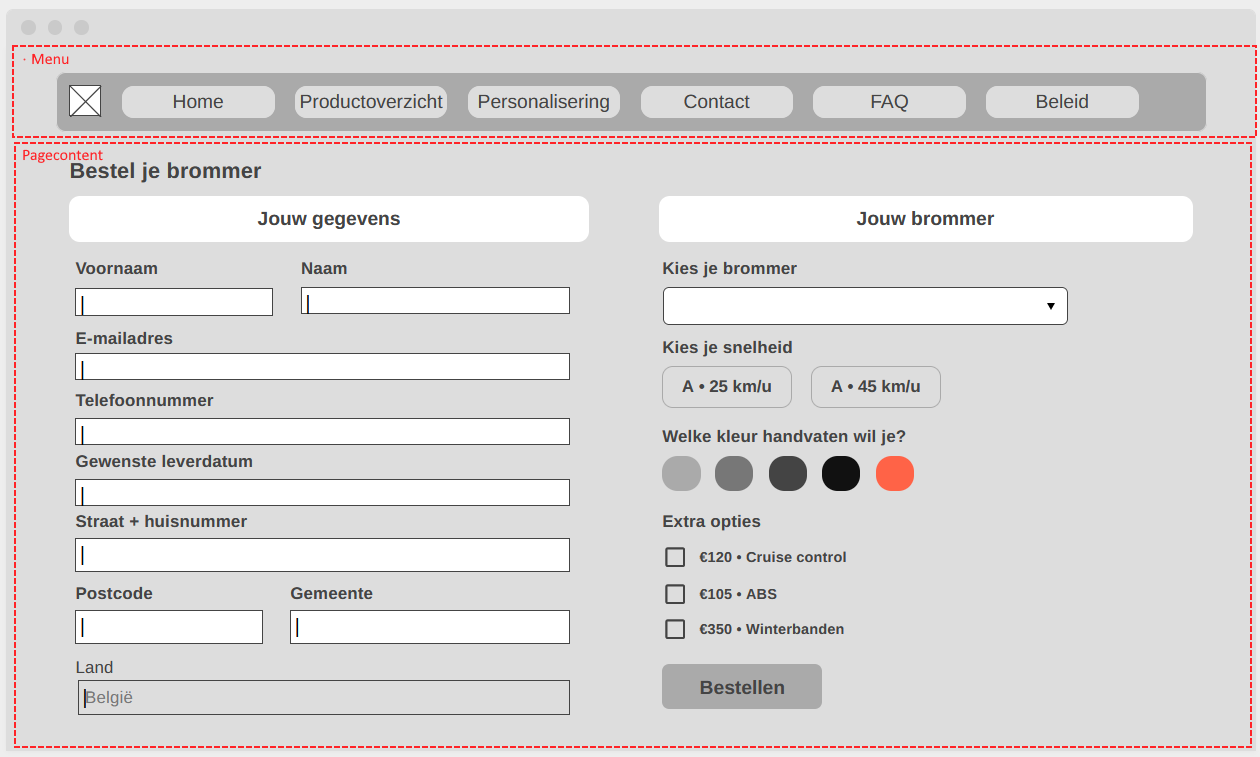 · Menu
Home Productoverzicht Personalisering Contact FAQ Beleid
Pagecontent
Bestel je brommer
Jouw gegevens
Voornaam Naam
E-mailadres
Telefoonnummer
Gewenste leverdatum
Straat + huisnummer
Postcode Gemeente
Land
België
Jouw brommer
Kies je brommer
Kies je snelheid
A • 25 km/u A • 45 km/u
Welke kleur handvaten wil je?
Extra opties
€120 • Cruise control
€105 • ABS
€350 • Winterbanden
Bestellen